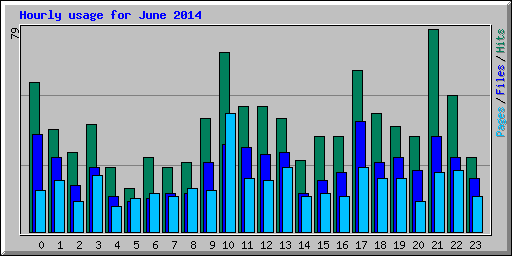 Hourly usage for June 2014
79
Pages/Files/Hits
0 1 2 3 4 5 6 7 8 9 10 11 12 13 14 15 16 17 18 19 20 21 22 23